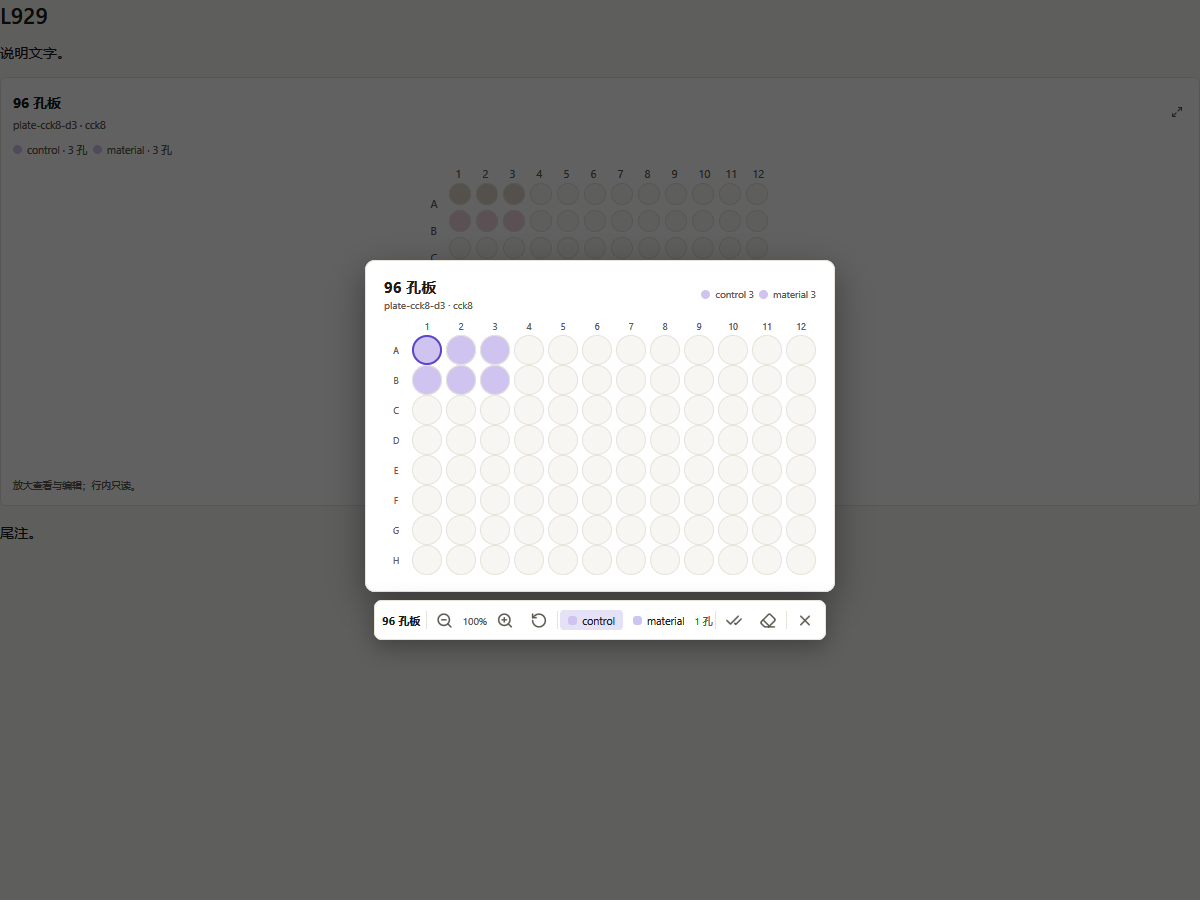 L929
说明文字。
96 孔板
plate-cck8-d3 · cck8
control · 3 孔 material · 3 孔
1 2 3 4 5 6 7 8 9 10 11 12
A
B
C
96 孔板
plate-cck8-d3 · cck8
control 3 material 3
1 2 3 4 5 6 7 8 9 10 11 12
A
B
C
D
E
F
G
H
放大查看与编辑；行内只读。
尾注。
96 孔板 100% control material 1 孔